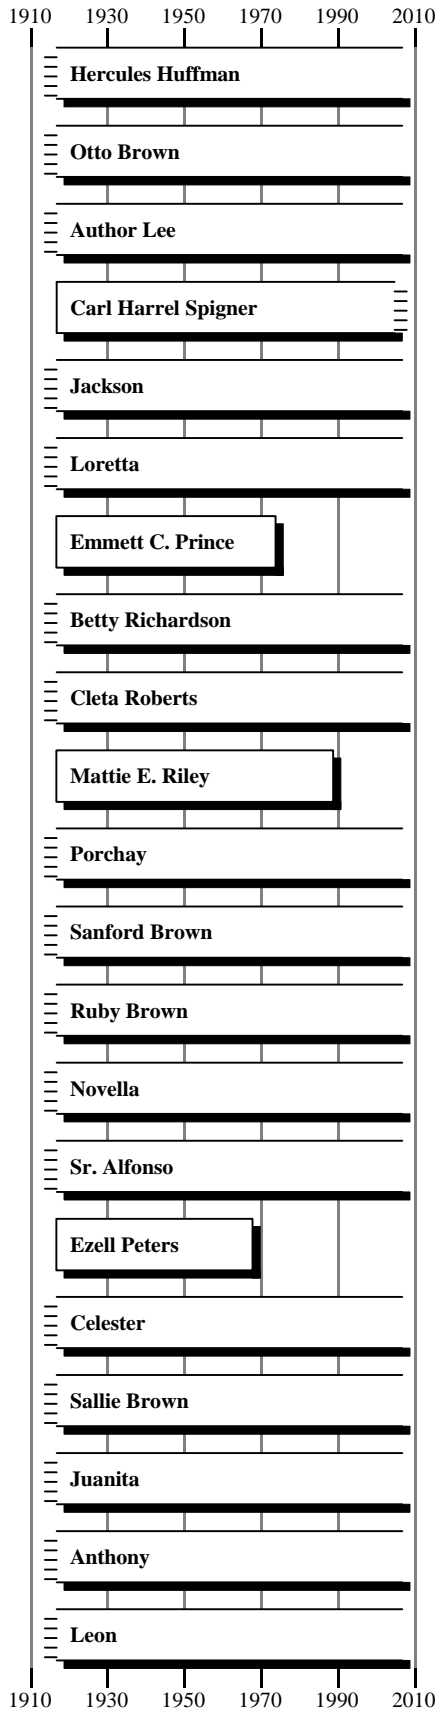 1910 1930 1950 1970 1990 2010
Hercules Huffman
Otto Brown
Author Lee
Carl Harrel Spigner
Jackson
Loretta
Emmett C. Prince
Betty Richardson
Cleta Roberts
Mattie E. Riley
Porchay
Sanford Brown
Ruby Brown
Novella
Sr. Alfonso
Ezell Peters
Celester
Sallie Brown
Juanita
Anthony
Leon
1910 1930 1950 1970 1990 2010